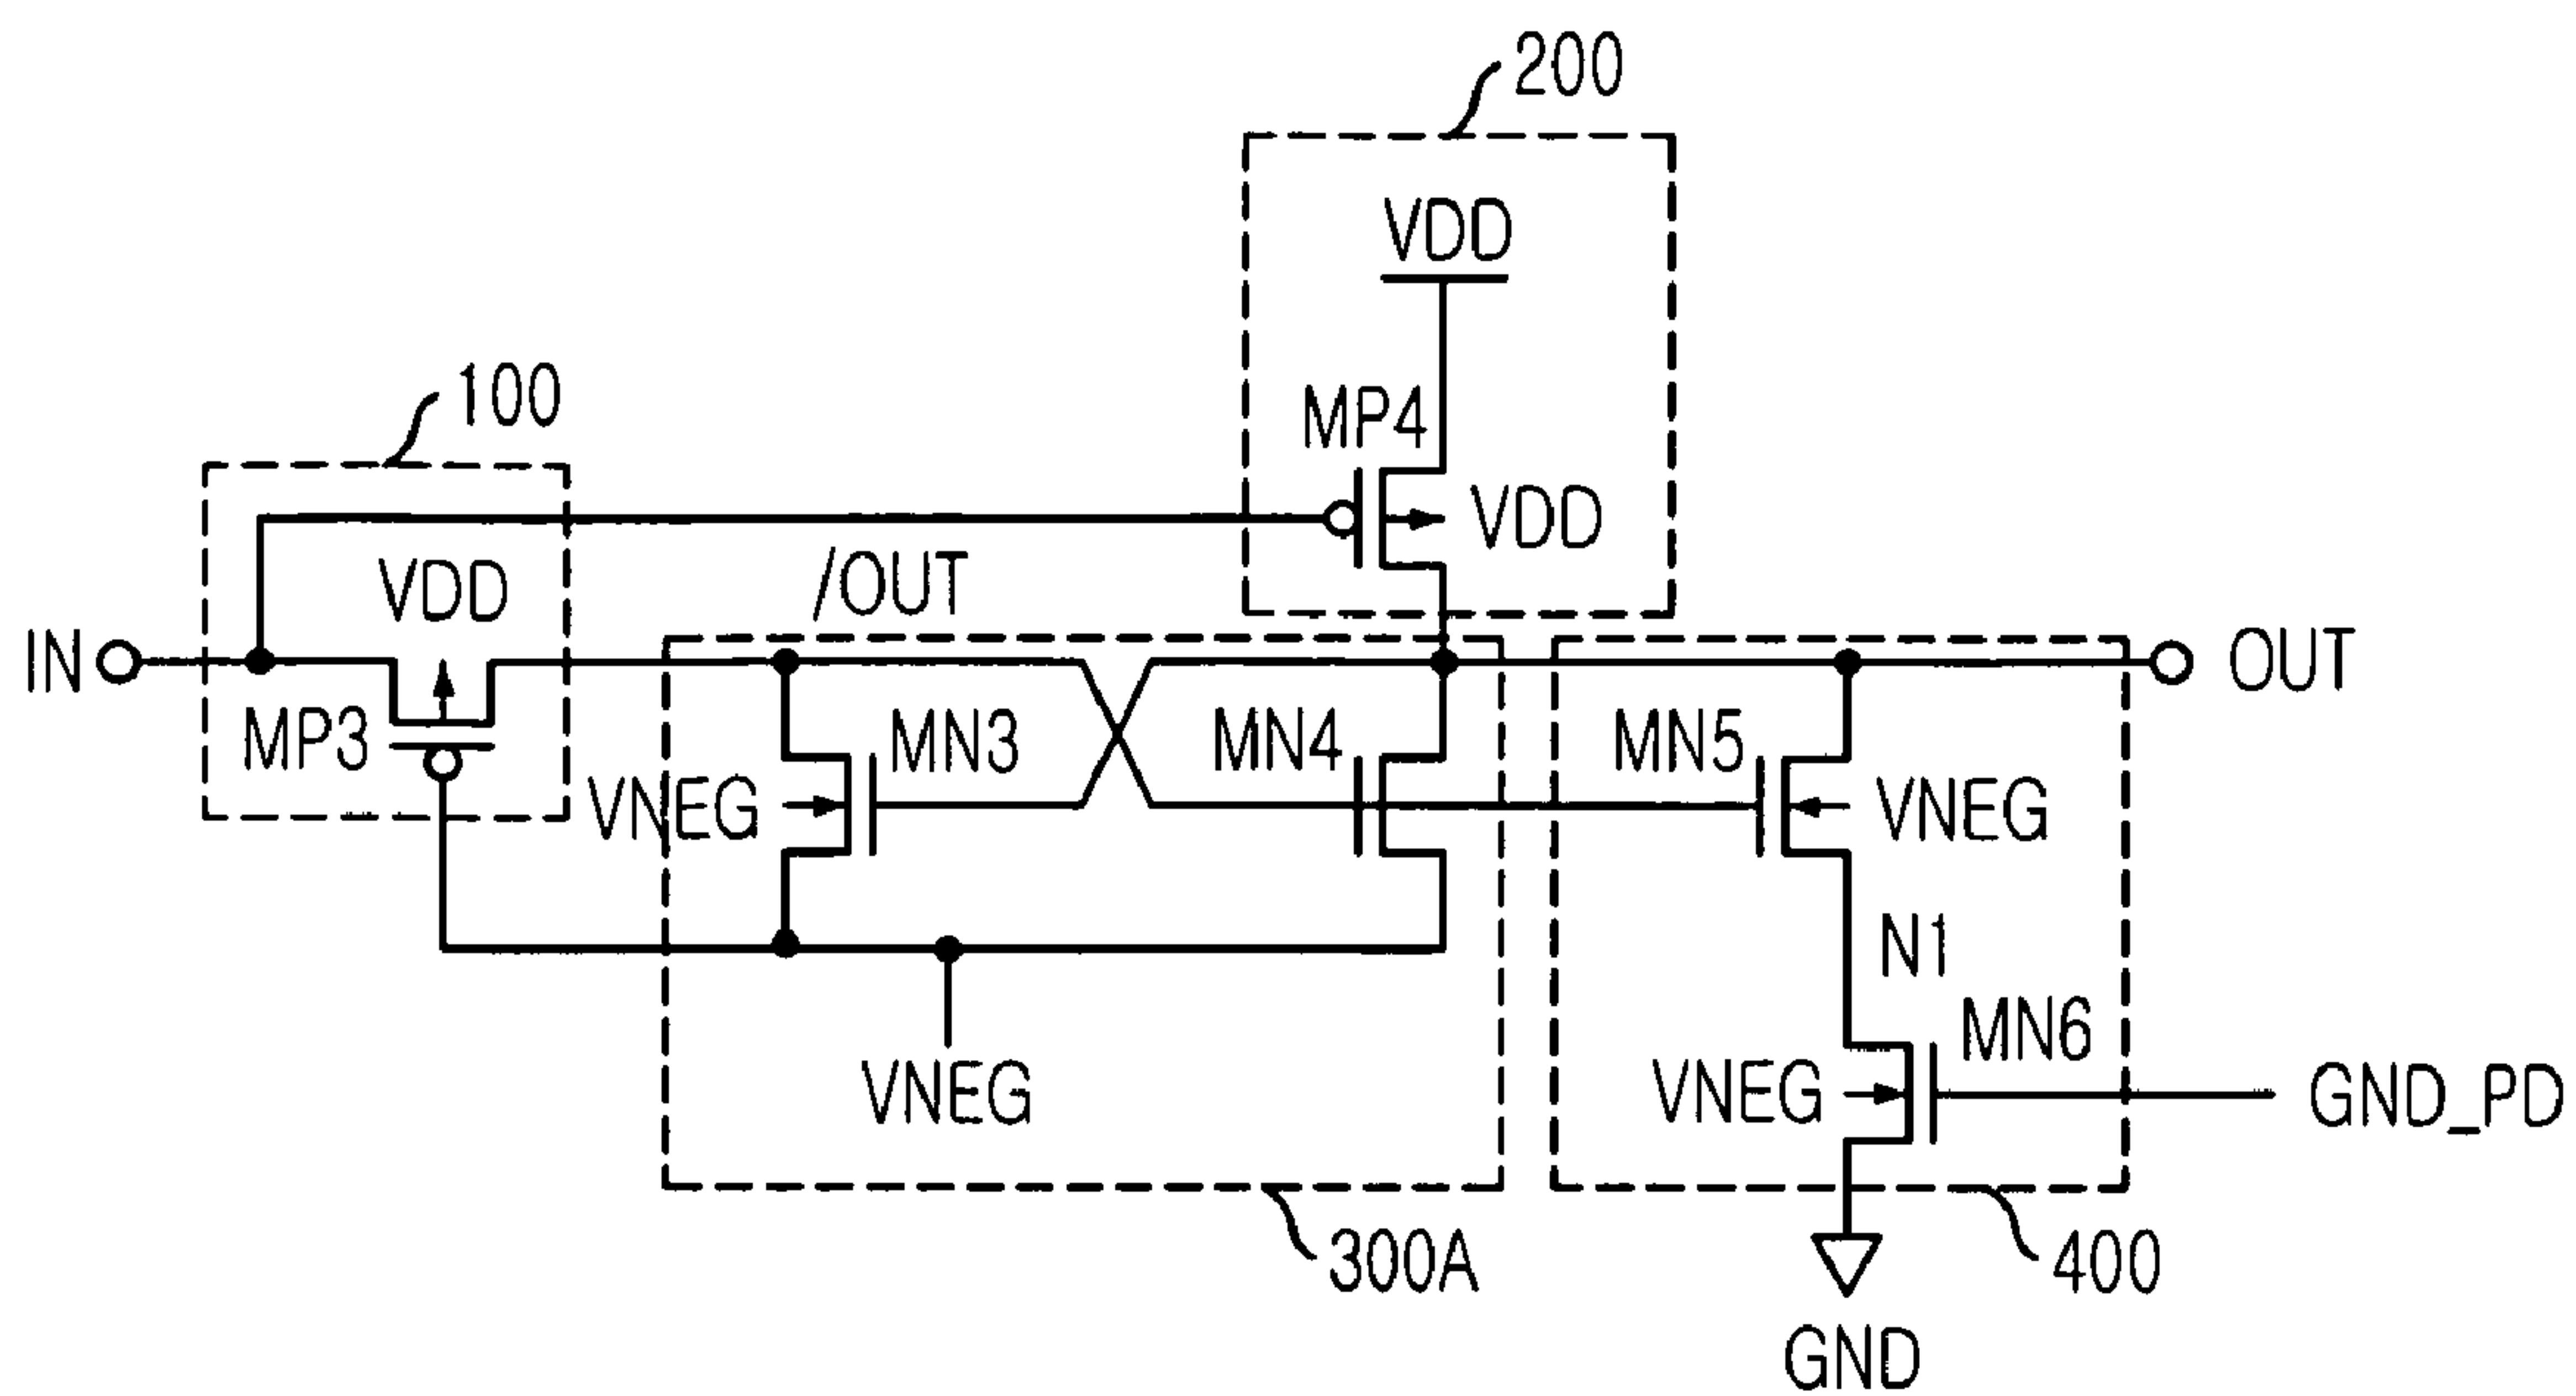 200
VDD
100
MP4
VDD
/OUT
VDD
IN
OUT
MP3
MN3
MN4
MN5
VNEG
VNEG
N1
MN6
VNEG
VNEG
GND_PD
300A
400
GND